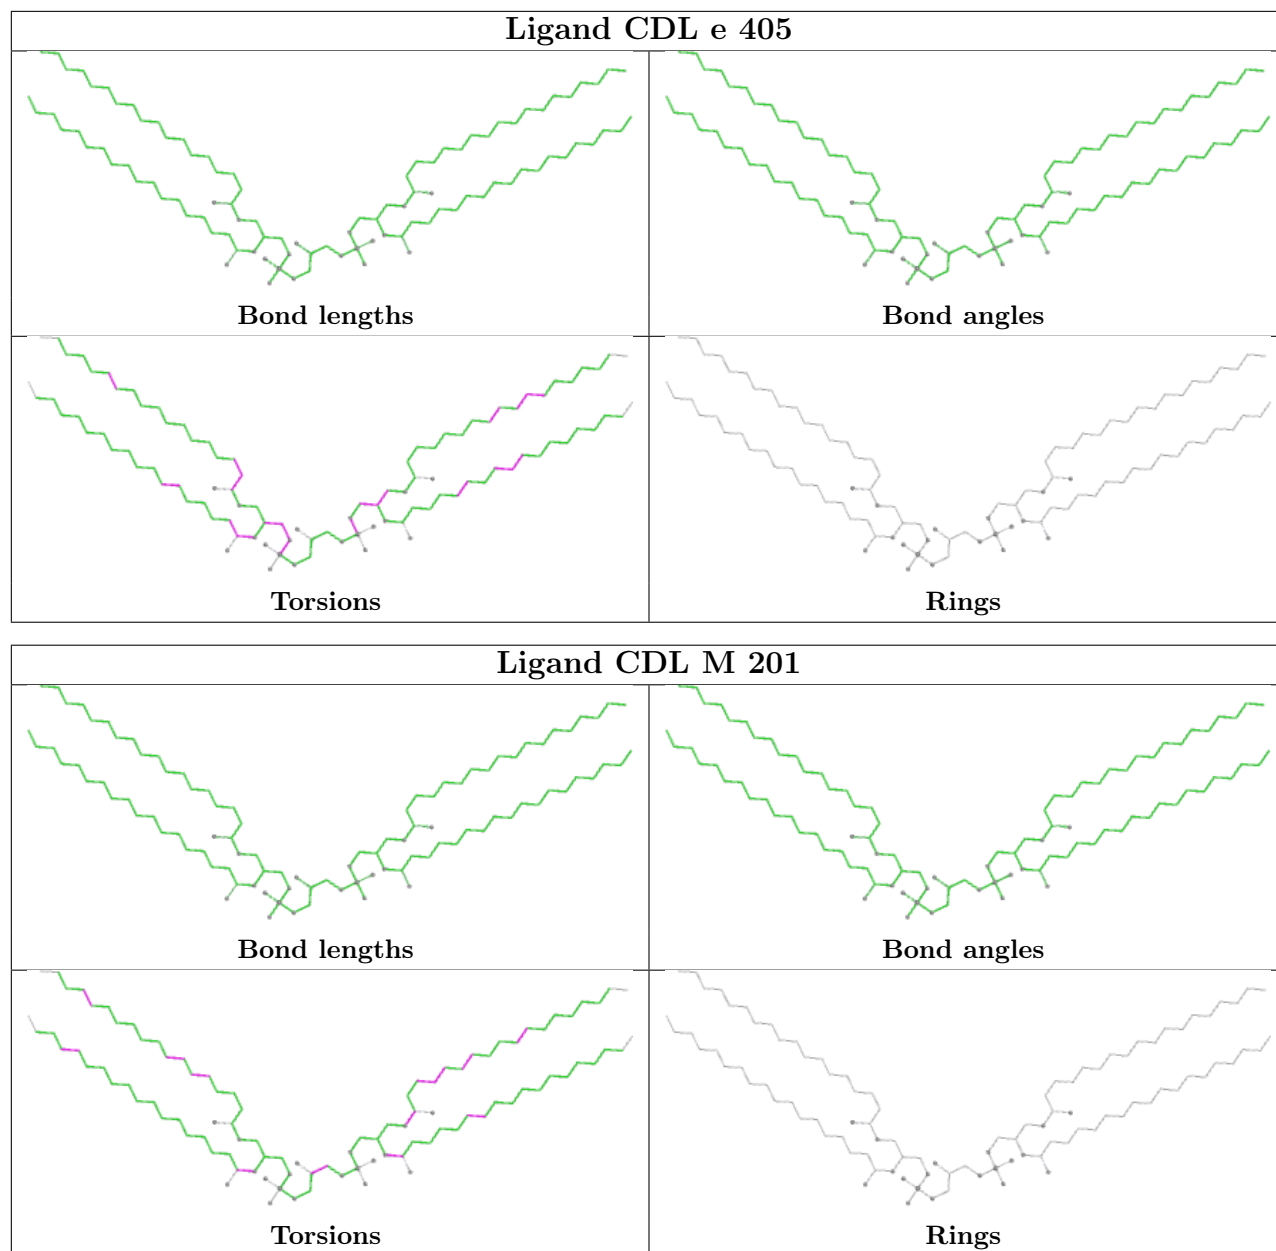 Ligand CDL e 405
Bond lengths
Bond angles
Torsions
Rings
Ligand CDL M 201
Bond lengths
Bond angles
Torsions
Rings